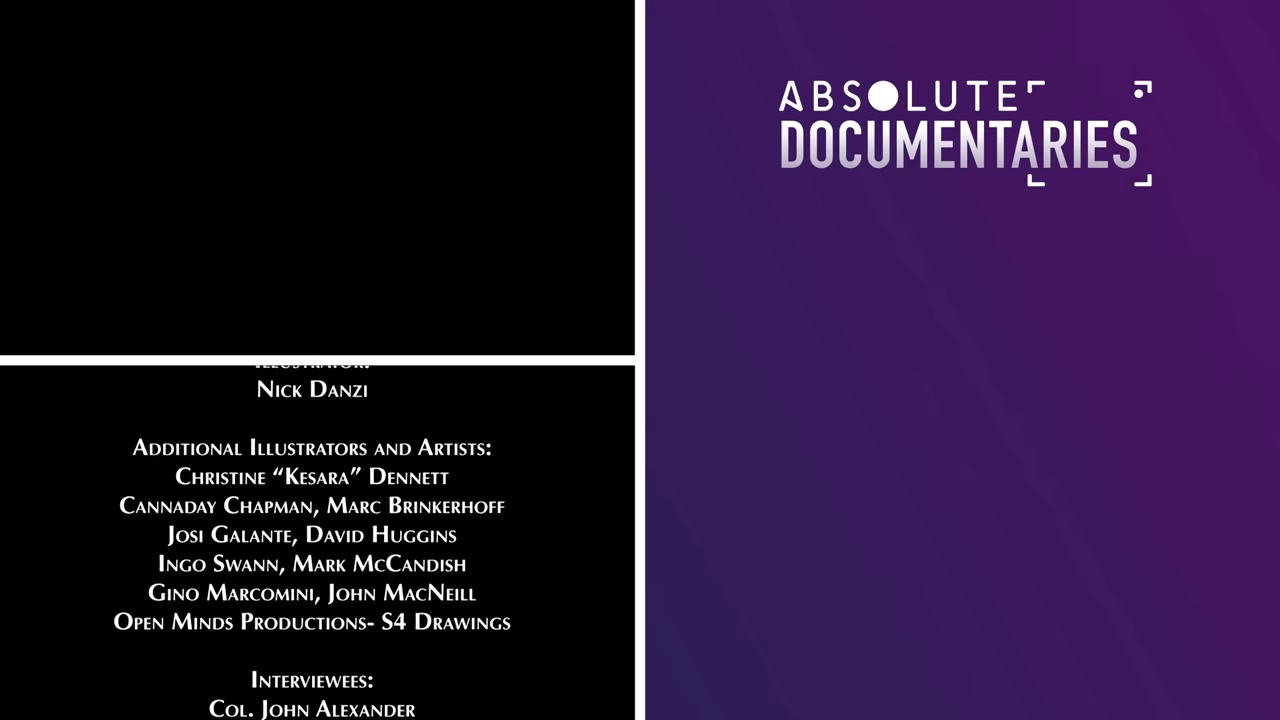 ABSOLUTE
DOCUMENTARIES
ILLUSTRATOR:
NICK DANZI
ADDITIONAL ILLUSTRATORS AND ARTISTS:
CHRISTINE “KESARA” DENNETT
CANNADAY CHAPMAN, MARC BRINKERHOFF
JOSI GALANTE, DAVID HUGGINS
INGO SWANN, MARK MCCANDISH
GINO MARCOMINI, JOHN MACNEILL
OPEN MINDS PRODUCTIONS- S4 DRAWINGS
INTERVIEWEES:
COL. JOHN ALEXANDER